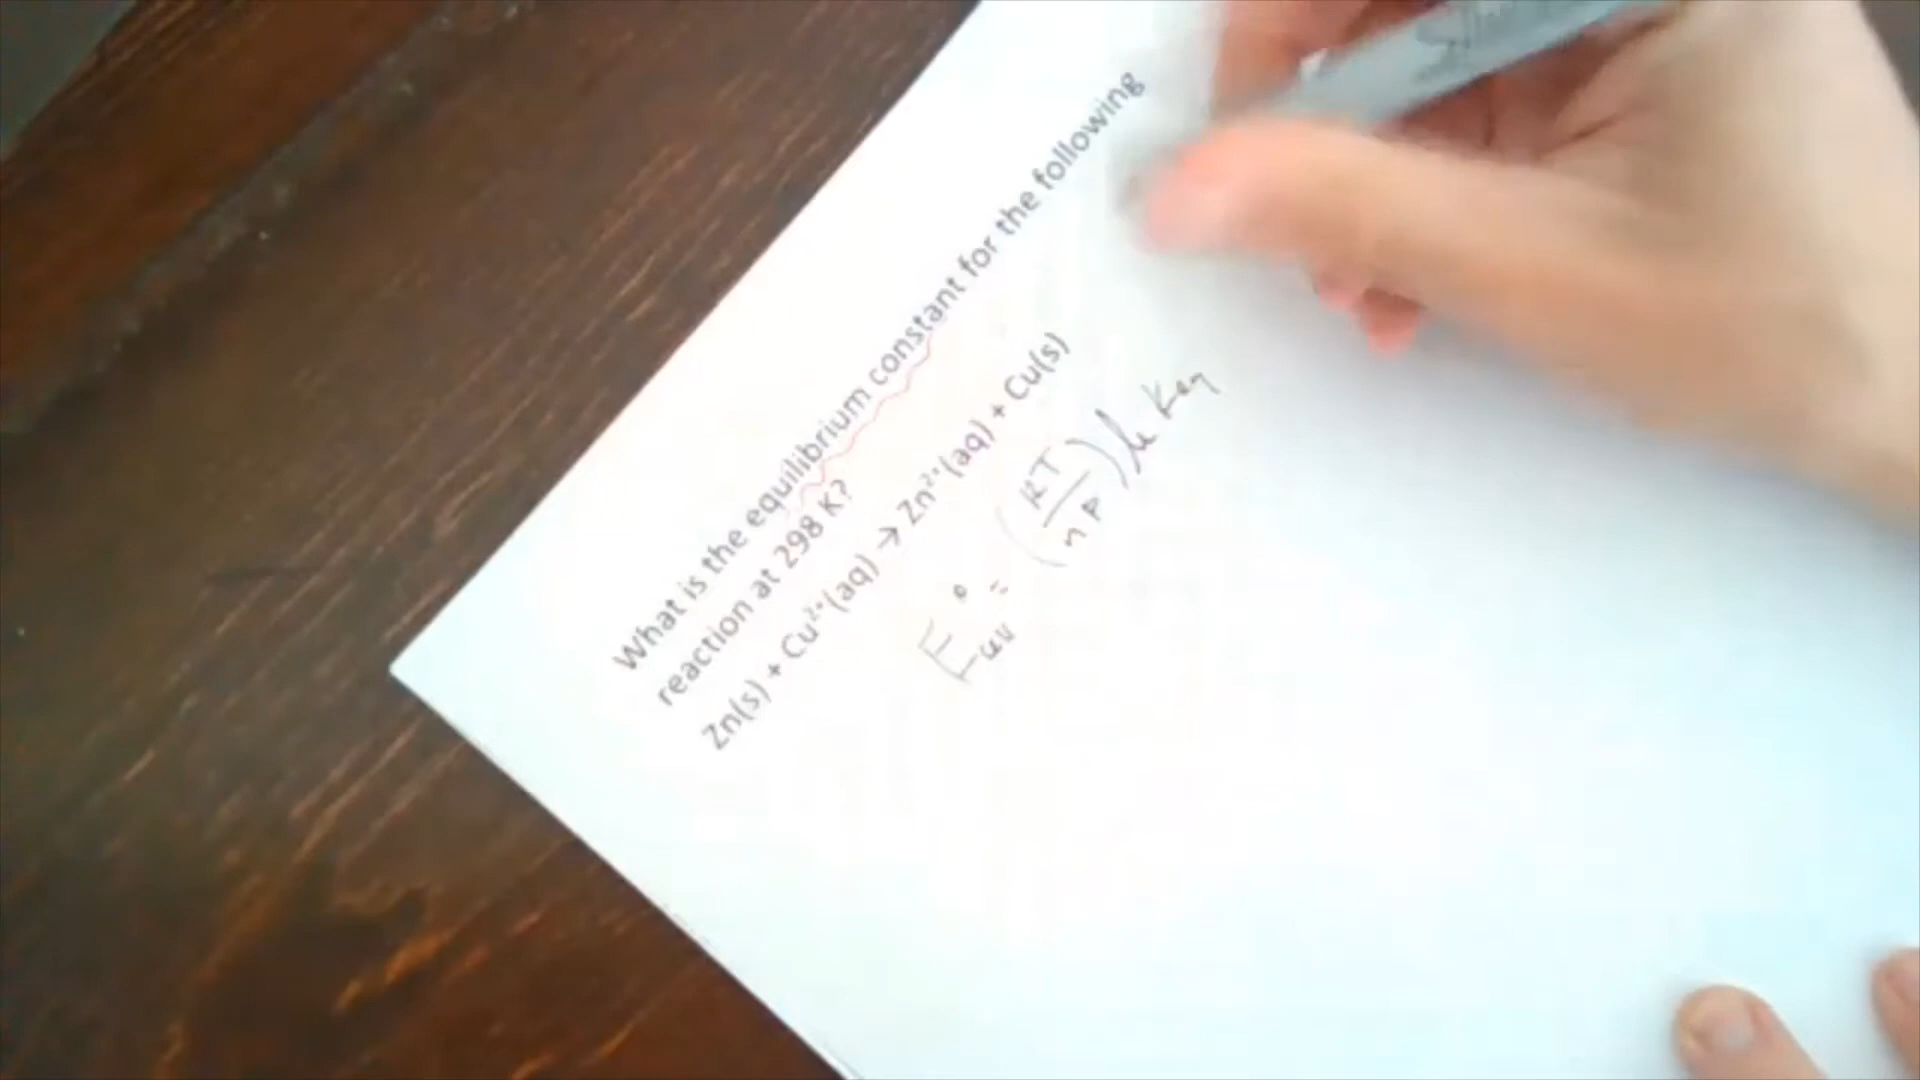 What is the equilibrium constant for the following
reaction at 298 K?
Zn(s) + Cu²⁺(aq) → Zn²⁺(aq) + Cu(s)
E°cell = (RT/nF) ln Keq